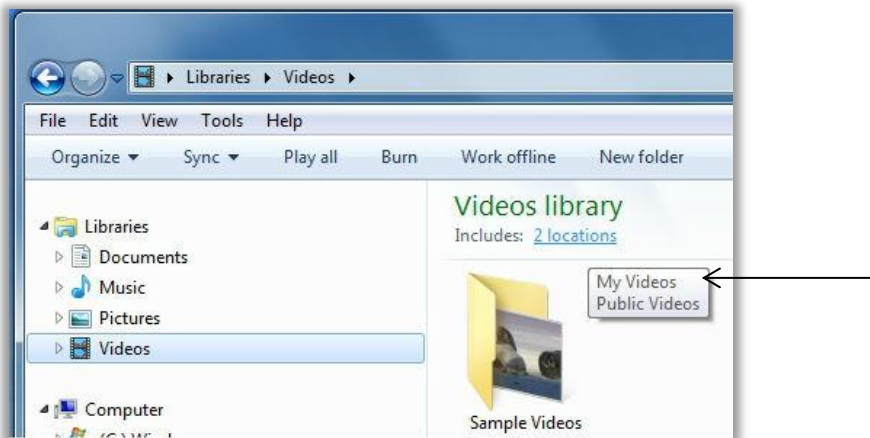 Libraries Videos
File Edit View Tools Help
Organize Sync Play all Burn Work offline New folder
Libraries
Documents
Music
Pictures
Videos
Computer
Videos library
Includes: 2 locations
My Videos
Public Videos
Sample Videos